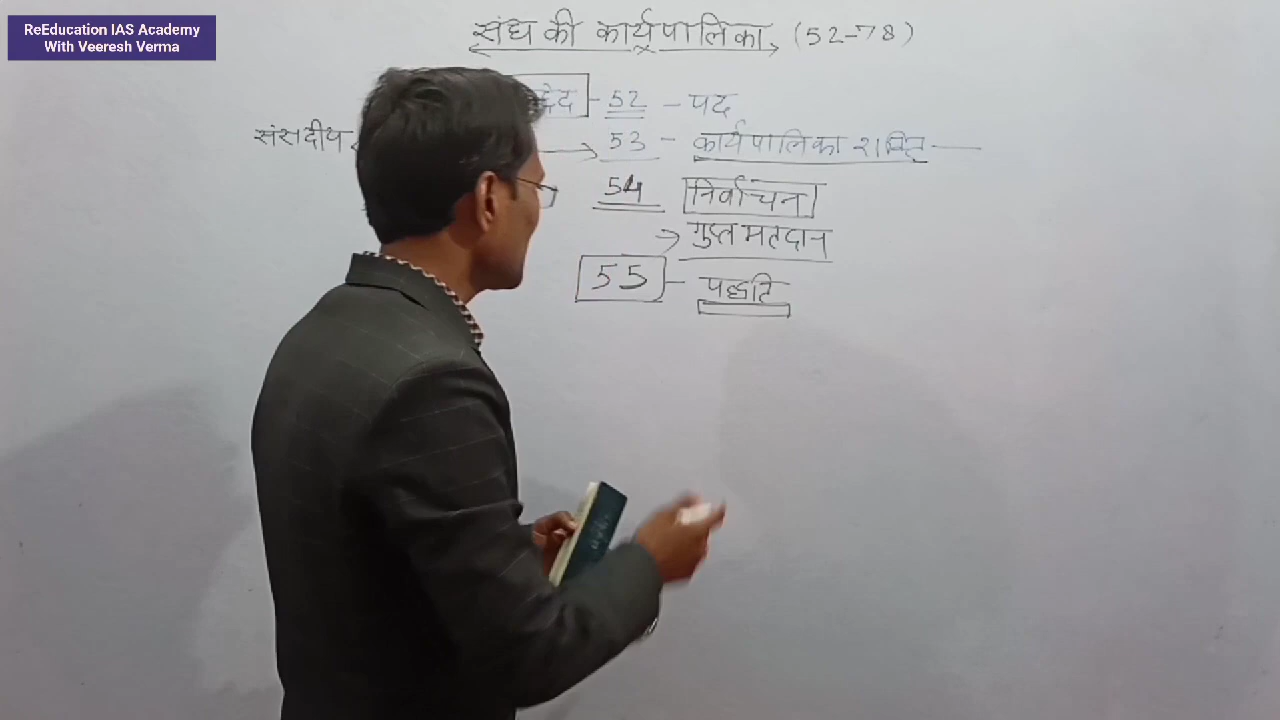 ReEducation IAS Academy
With Veeresh Verma
संघ की कार्यपालिका (52-78)
52 - पद
संसदीय
53 - कार्यपालिका शक्ति
54 निर्वाचन
गुप्त मतदान
55 - पद्धति